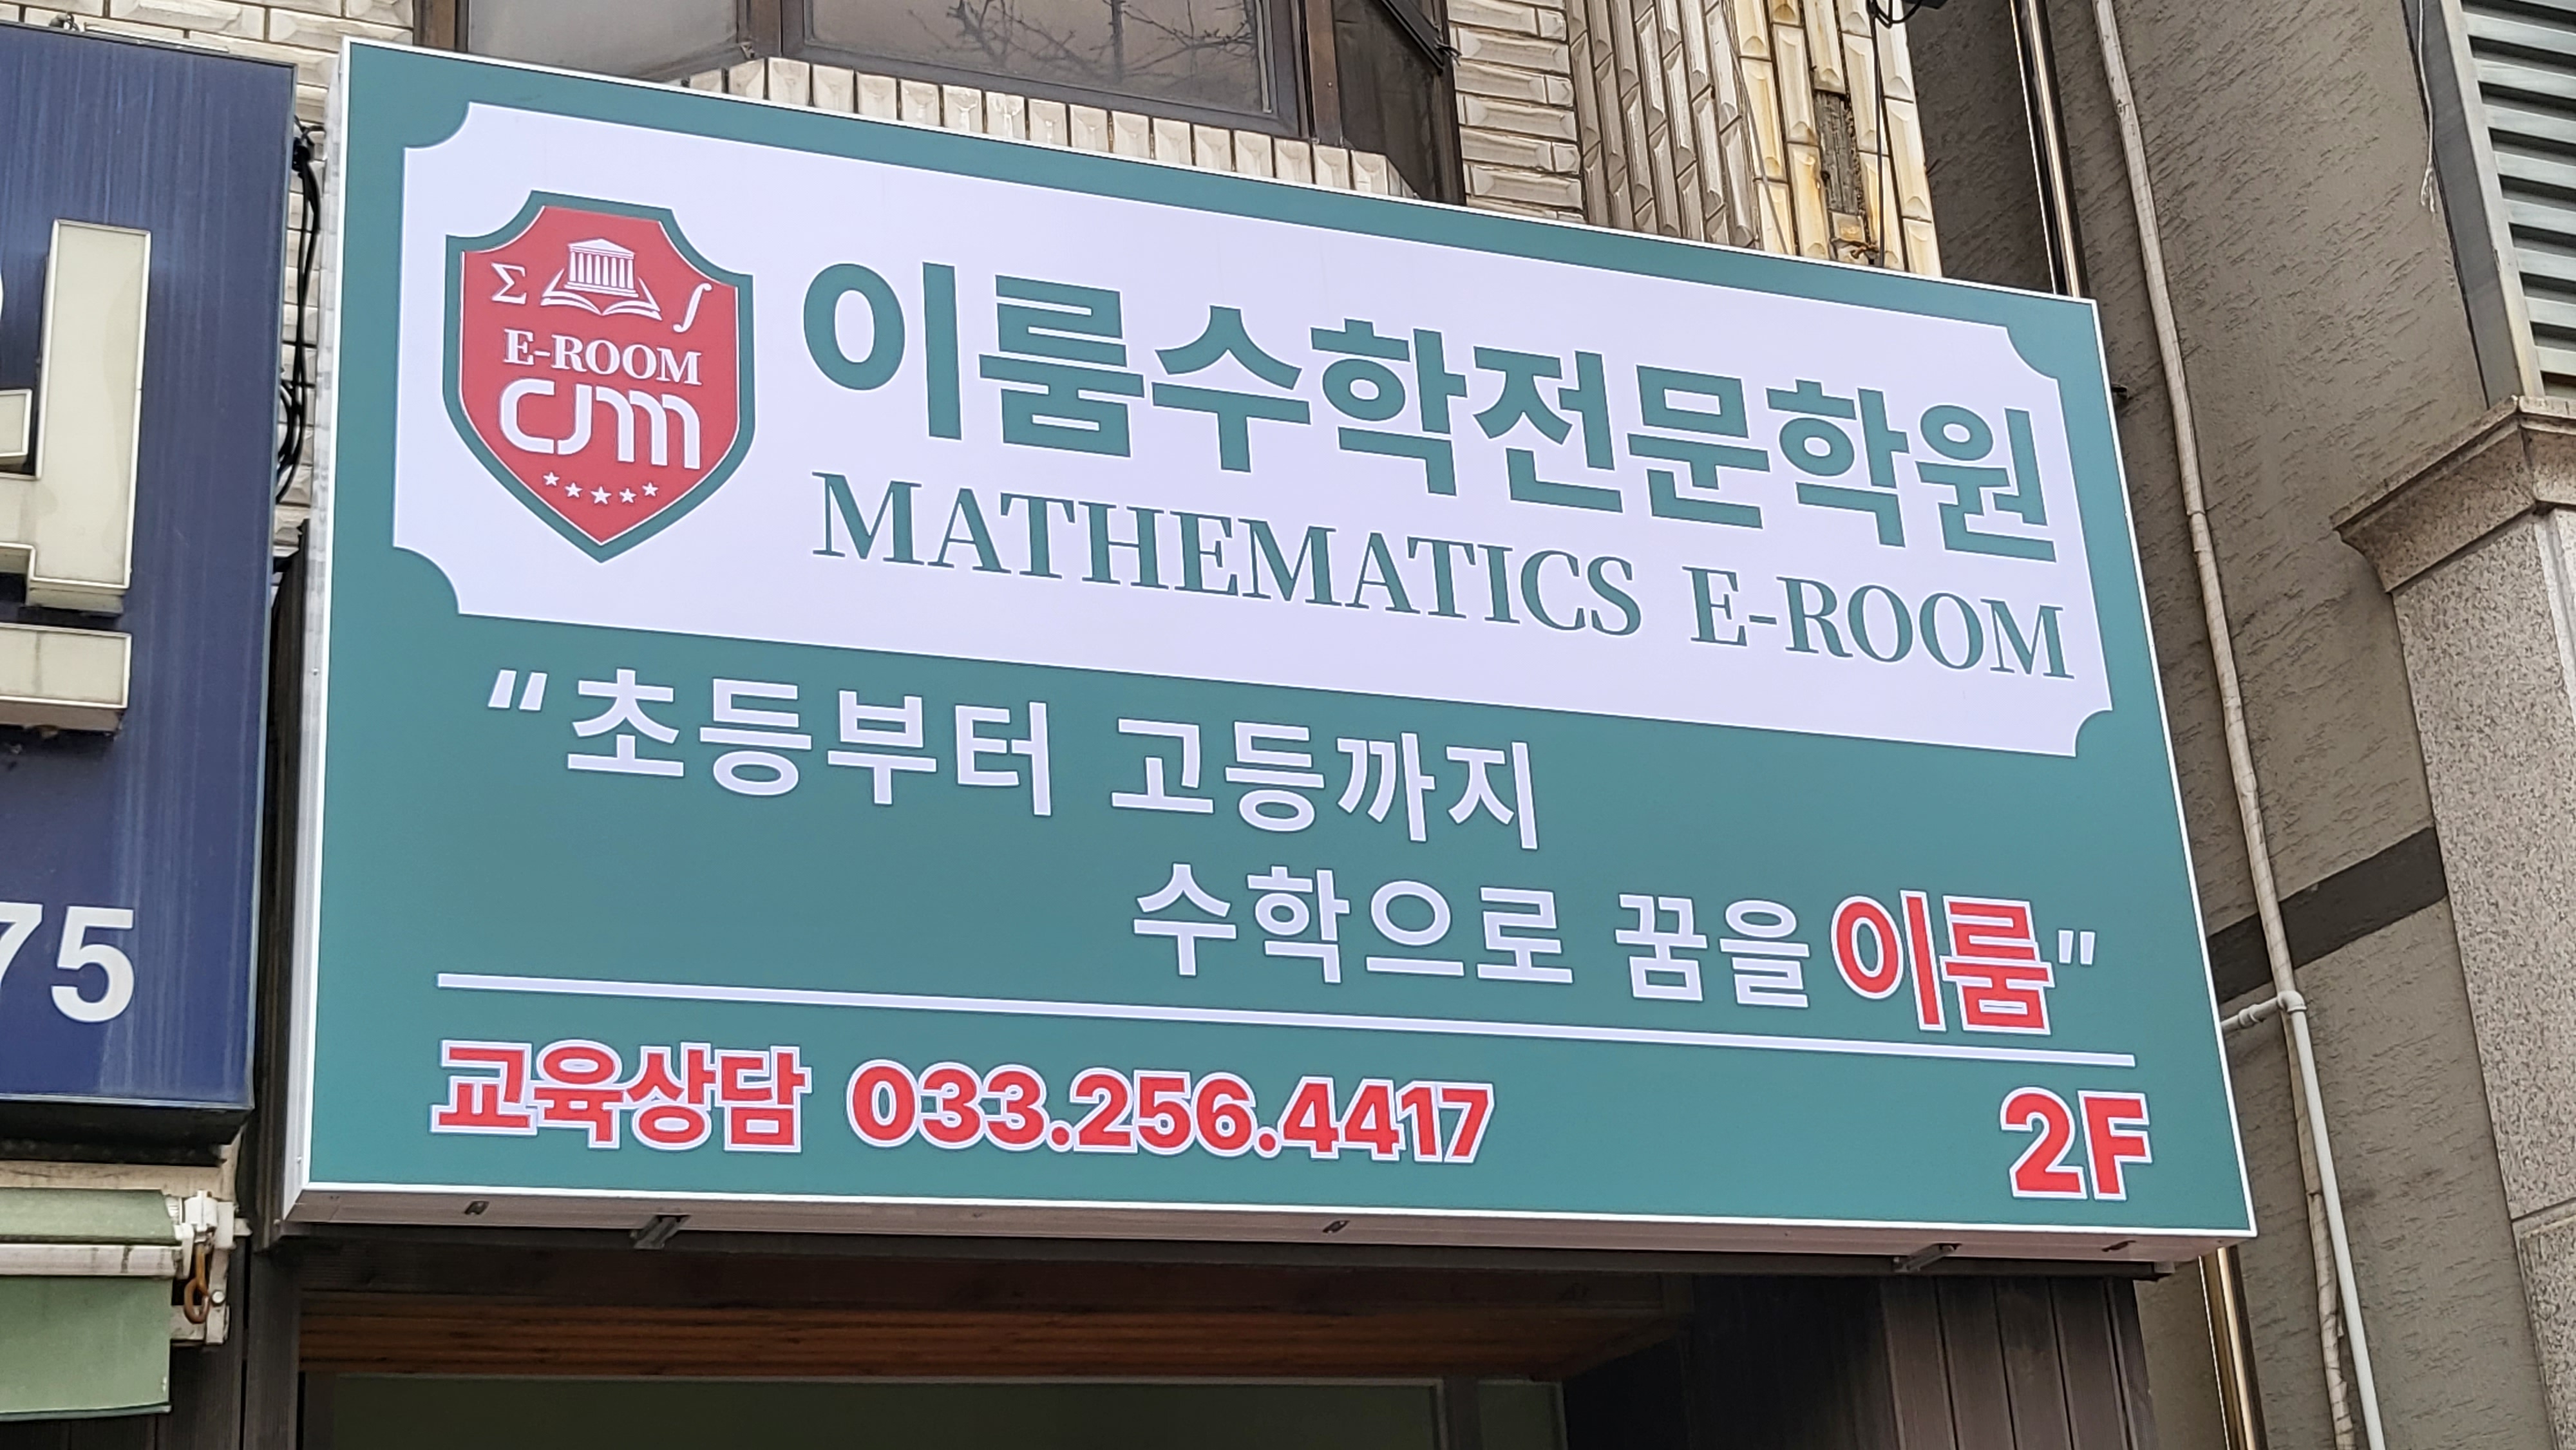 Σ ∫
E-ROOM
CJM
이룸수학전문학원
MATHEMATICS E-ROOM
“초등부터 고등까지
수학으로 꿈을 이룸”
교육상담 033.256.4417
2F
75